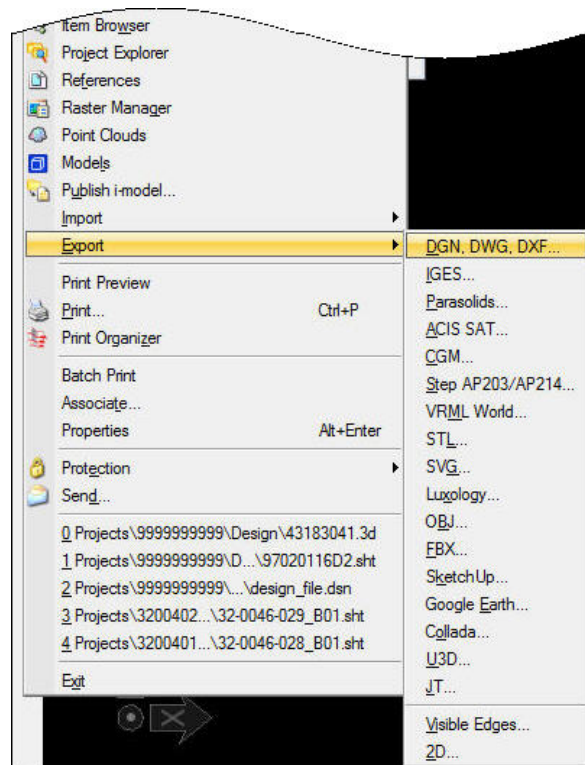 Item Browser
Project Explorer
References
Raster Manager
Point Clouds
Models
Publish i-model...
Import
Export
Print Preview
Print... Ctrl+P
Print Organizer
Batch Print
Associate...
Properties Alt+Enter
Protection
Send...
0 Projects\9999999999\Design\43183041.3d
1 Projects\9999999999\D...\97020116D2.sht
2 Projects\9999999999\...\design_file.dsn
3 Projects\3200402...\32-0046-029_B01.sht
4 Projects\3200401...\32-0046-028_B01.sht
Exit
DGN, DWG, DXF...
IGES...
Parasolids...
ACIS SAT...
CGM...
Step AP203/AP214...
VRML World...
STL...
SVG...
Luxology...
OBJ...
FBX...
SketchUp...
Google Earth...
Collada...
U3D...
JT...
Visible Edges...
2D...